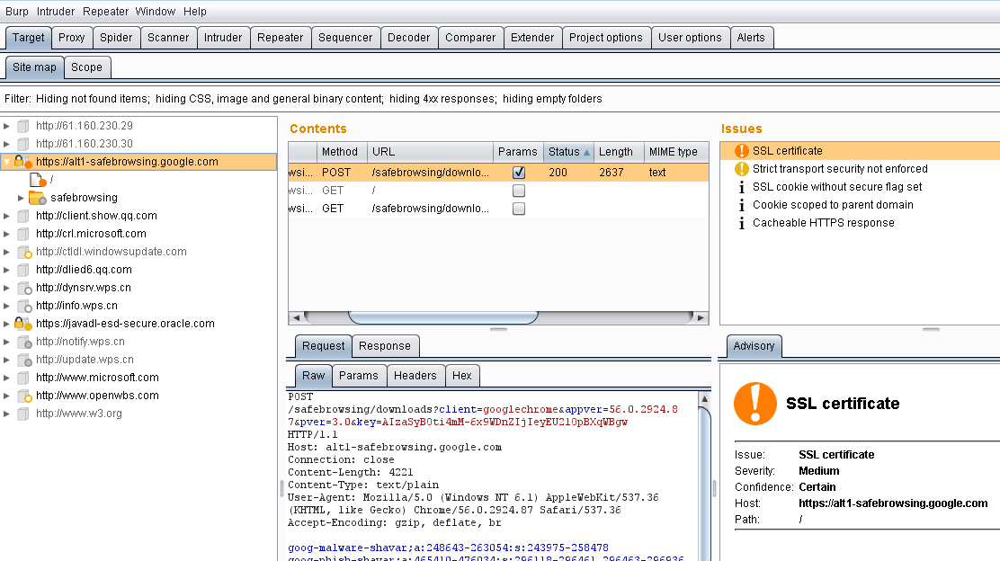 Burp Intruder Repeater Window Help
Target Proxy Spider Scanner Intruder Repeater Sequencer Decoder Comparer Extender Project options User options Alerts
Site map Scope
Filter: Hiding not found items; hiding CSS, image and general binary content; hiding 4xx responses; hiding empty folders
http://61.160.230.29
http://61.160.230.30
https://alt1-safebrowsing.google.com
/
safebrowsing
http://client.show.qq.com
http://crl.microsoft.com
http://ctldl.windowsupdate.com
http://dlied6.qq.com
http://dynsrv.wps.cn
http://info.wps.cn
https://javadl-esd-secure.oracle.com
http://notify.wps.cn
http://update.wps.cn
http://www.microsoft.com
http://www.openwbs.com
http://www.w3.org
Contents
Method URL Params Status Length MIME type
wsi... POST /safebrowsing/downlo... 200 2637 text
wsi... GET /
wsi... GET /safebrowsing/downlo...
Request Response
Raw Params Headers Hex
POST
/safebrowsing/downloads?client=googlechrome&appver=56.0.2924.8
7&pver=3.0&key=AIzaSyB0ti4mM-6x9WDnZIjIeyEU21OpBXqWBgw
HTTP/1.1
Host: alt1-safebrowsing.google.com
Connection: close
Content-Length: 4221
Content-Type: text/plain
User-Agent: Mozilla/5.0 (Windows NT 6.1) AppleWebKit/537.36
(KHTML, like Gecko) Chrome/56.0.2924.87 Safari/537.36
Accept-Encoding: gzip, deflate, br
goog-malware-shavar;a:248643-263054:s:243975-258478
goog-phish-shavar;a:465410-476034:s:296118-296461,296463-296936
Issues
SSL certificate
Strict transport security not enforced
SSL cookie without secure flag set
Cookie scoped to parent domain
Cacheable HTTPS response
Advisory
SSL certificate
Issue: SSL certificate
Severity: Medium
Confidence: Certain
Host: https://alt1-safebrowsing.google.com
Path: /